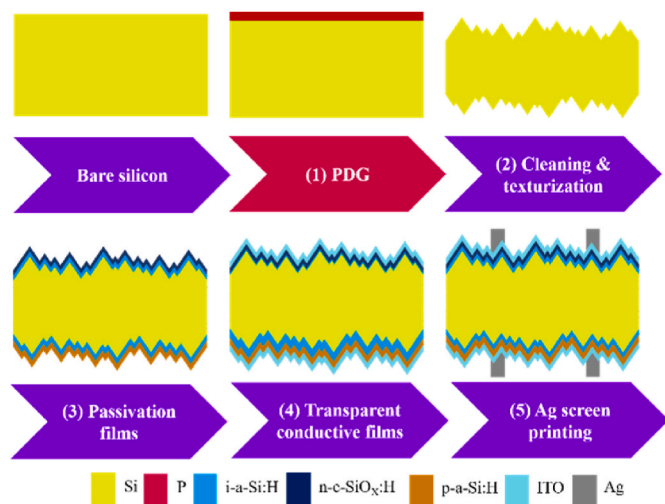 Bare silicon
(1) PDG
(2) Cleaning &
texturization
(3) Passivation
films
(4) Transparent
conductive films
(5) Ag screen
printing
Si P i-a-Si:H n-c-SiOX:H p-a-Si:H ITO Ag